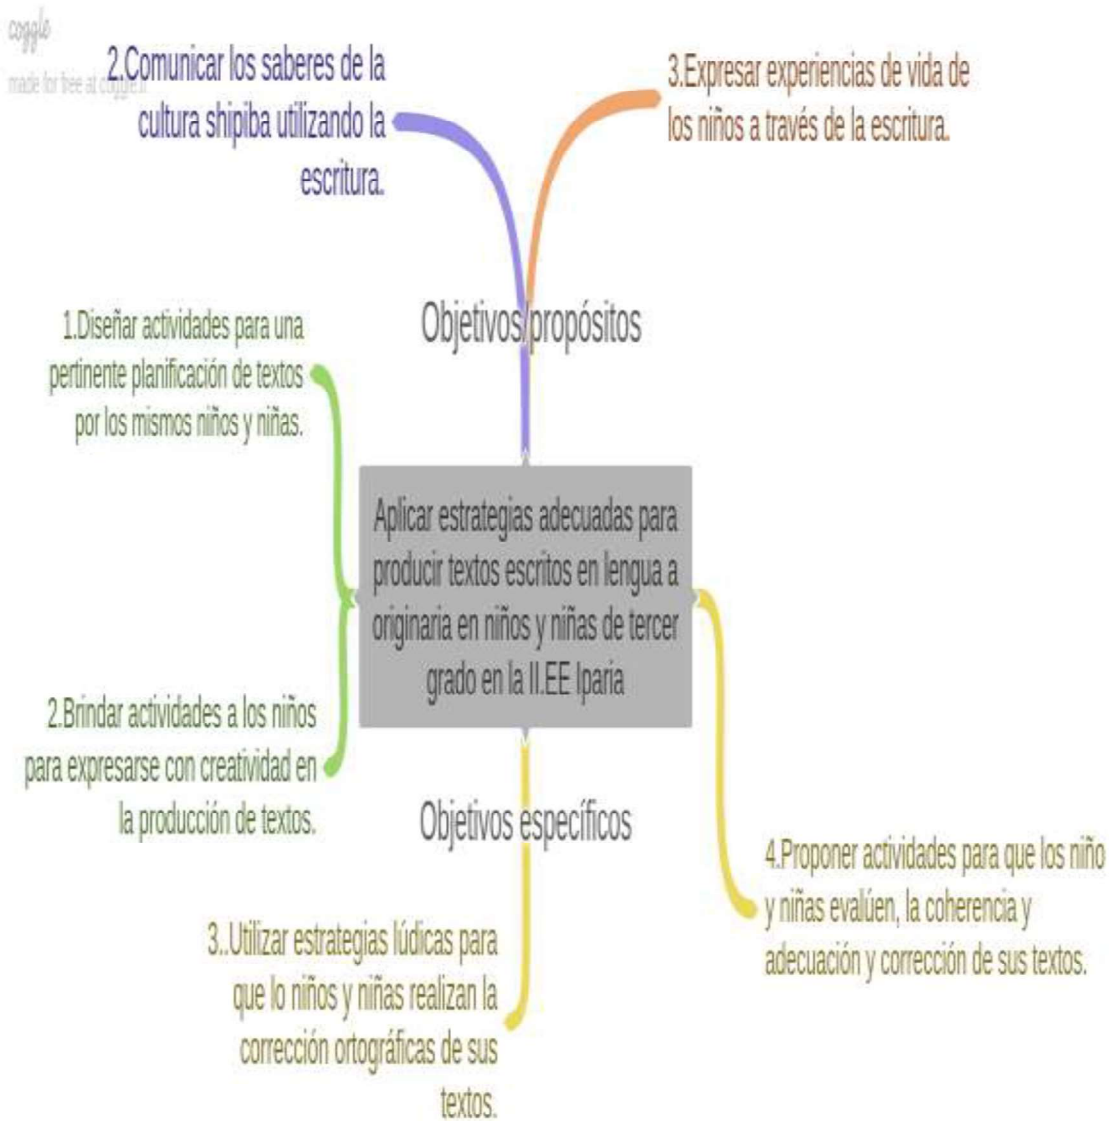 coggle
made for free at coggle.it
2.Comunicar los saberes de la
cultura shipiba utilizando la
escritura.
3.Expresar experiencias de vida de
los niños a través de la escritura.
Objetivos/propósitos
1.Diseñar actividades para una
pertinente planificación de textos
por los mismos niños y niñas.
Aplicar estrategias adecuadas para
producir textos escritos en lengua a
originaria en niños y niñas de tercer
grado en la II.EE Iparia
2.Brindar actividades a los niños
para expresarse con creatividad en
la producción de textos.
Objetivos específicos
3..Utilizar estrategias lúdicas para
que lo niños y niñas realizan la
corrección ortográficas de sus
textos.
4.Proponer actividades para que los niño
y niñas evalúen, la coherencia y
adecuación y corrección de sus textos.